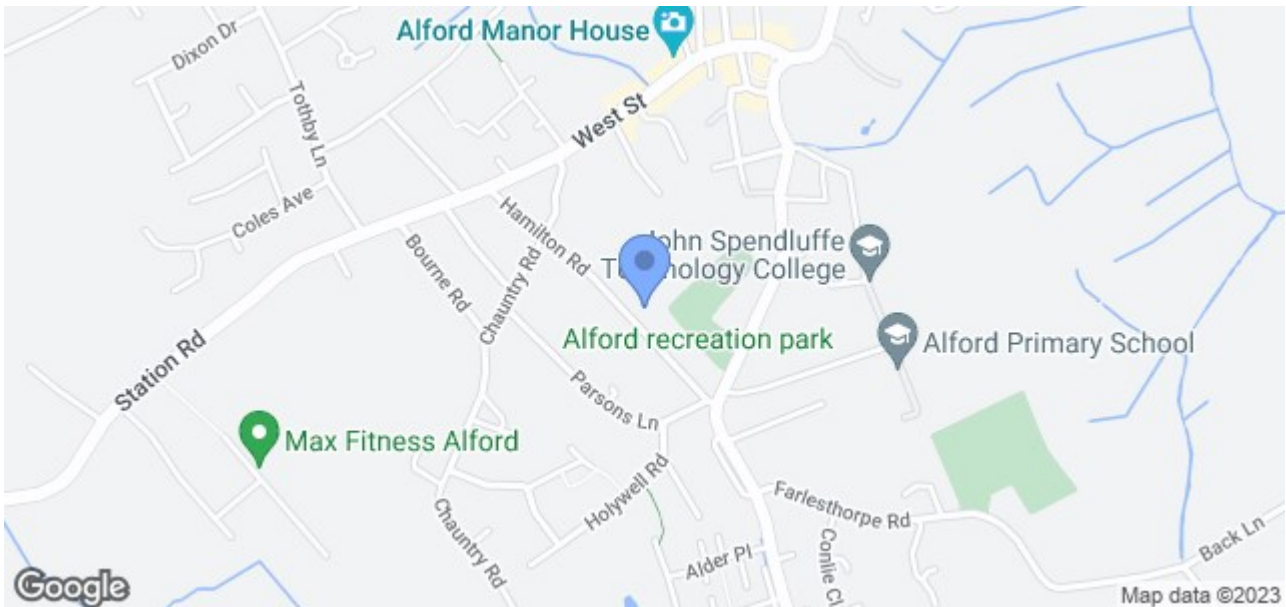 Alford Manor House
Dixon Dr
Tothby Ln
West St
Coles Ave
Hamilton Rd
Bourne Rd
Chauntry Rd
John Spendluffe
Technology College
Alford recreation park
Alford Primary School
Station Rd
Parsons Ln
Max Fitness Alford
Holywell Rd
Farlesthorpe Rd
Chauntry Rd
Conlie Cl
Back Ln
Alder Pl
Google
Map data ©2023